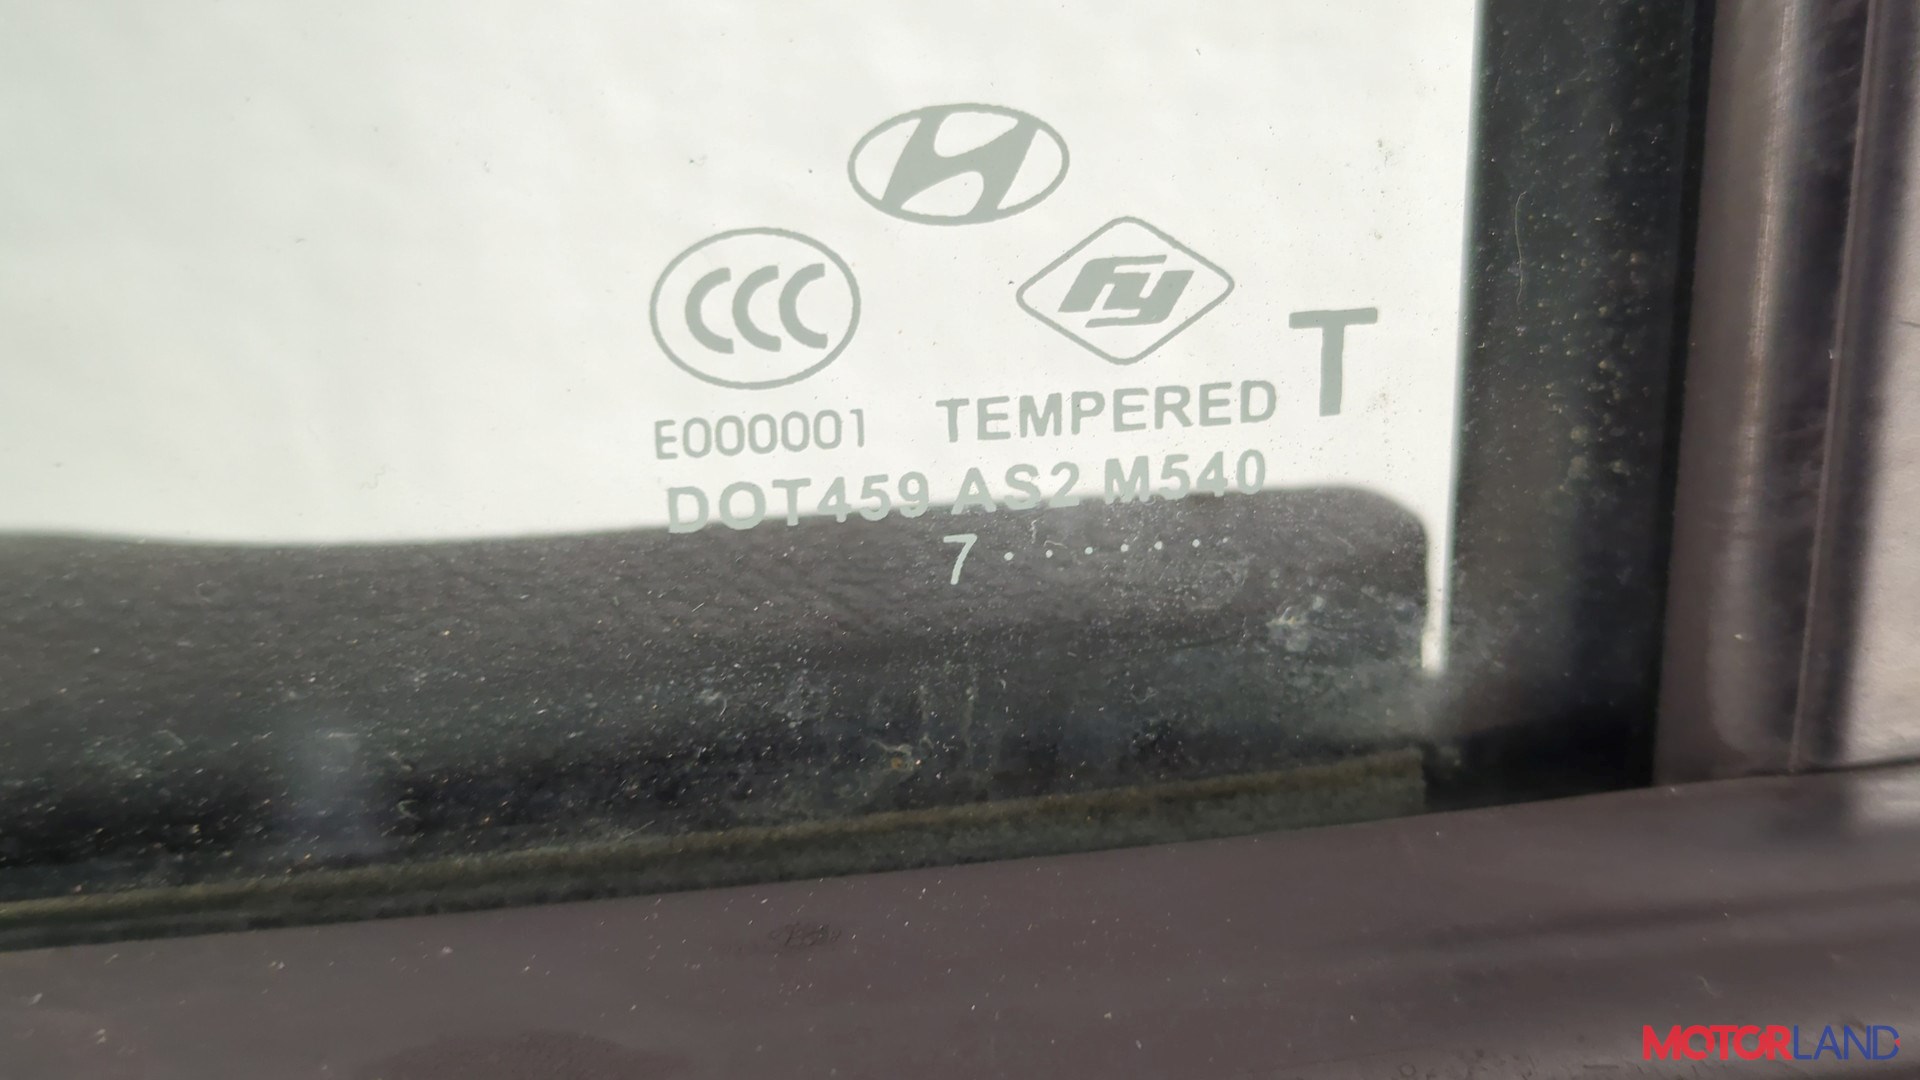 CCC
fy
T
E000001 TEMPERED
DOT459 AS2 M540
7 .......
MOTORLAND